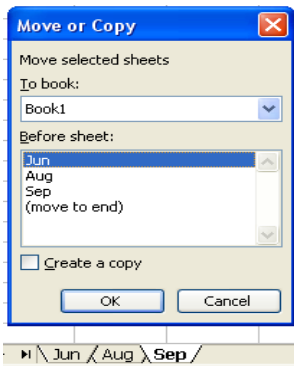 Move or Copy
Move selected sheets
To book:
Book1
Before sheet:
Jun
Aug
Sep
(move to end)
Create a copy
OK Cancel
Jun Aug Sep